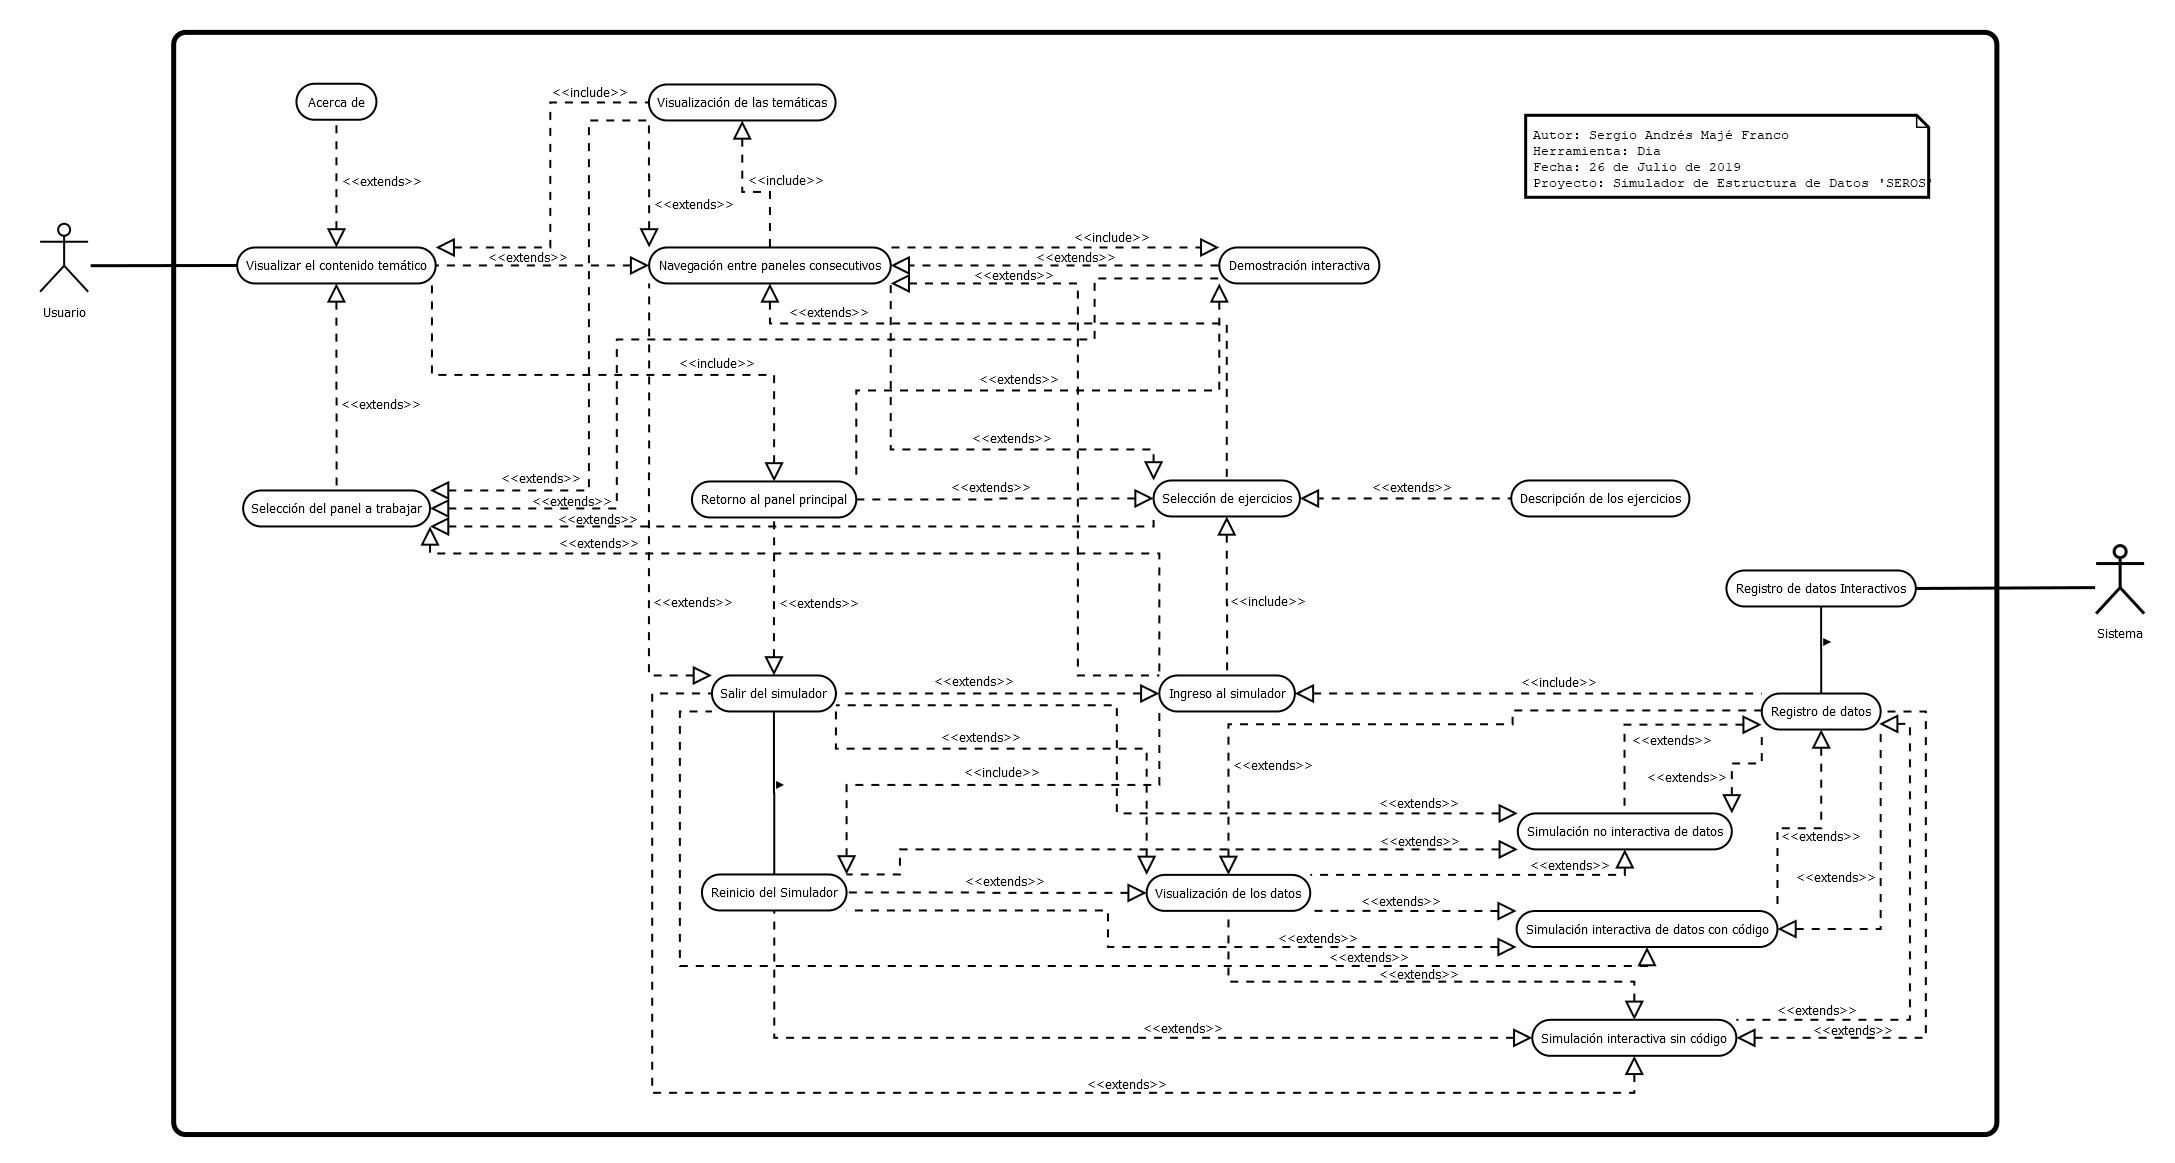 <<include>>
Acerca de
Visualización de las temáticas
Autor: Sergio Andrés Majé Franco
Herramienta: Dia
Fecha: 26 de Julio de 2019
Proyecto: Simulador de Estructura de Datos 'SEROS'
<<extends>>
<<include>>
<<extends>>
<<include>>
<<extends>>
<<extends>>
Visualizar el contenido temático
Navegación entre paneles consecutivos
Demostración interactiva
<<extends>>
Usuario
<<extends>>
<<include>>
<<extends>>
<<extends>>
<<extends>>
<<extends>>
<<extends>>
<<extends>>
Retorno al panel principal
Selección de ejercicios
Descripción de los ejercicios
<<extends>>
<<extends>>
Selección del panel a trabajar
<<extends>>
<<extends>>
Registro de datos Interactivos
<<extends>>
<<extends>>
<<include>>
Sistema
<<extends>>
<<include>>
Salir del simulador
Ingreso al simulador
Registro de datos
<<extends>>
<<extends>>
<<extends>>
<<include>>
<<extends>>
<<extends>>
Simulación no interactiva de datos
<<extends>>
<<extends>>
<<extends>>
<<extends>>
<<extends>>
Reinicio del Simulador
Visualización de los datos
<<extends>>
<<extends>>
Simulación interactiva de datos con código
<<extends>>
<<extends>>
<<extends>>
<<extends>>
<<extends>>
<<extends>>
Simulación interactiva sin código
<<extends>>